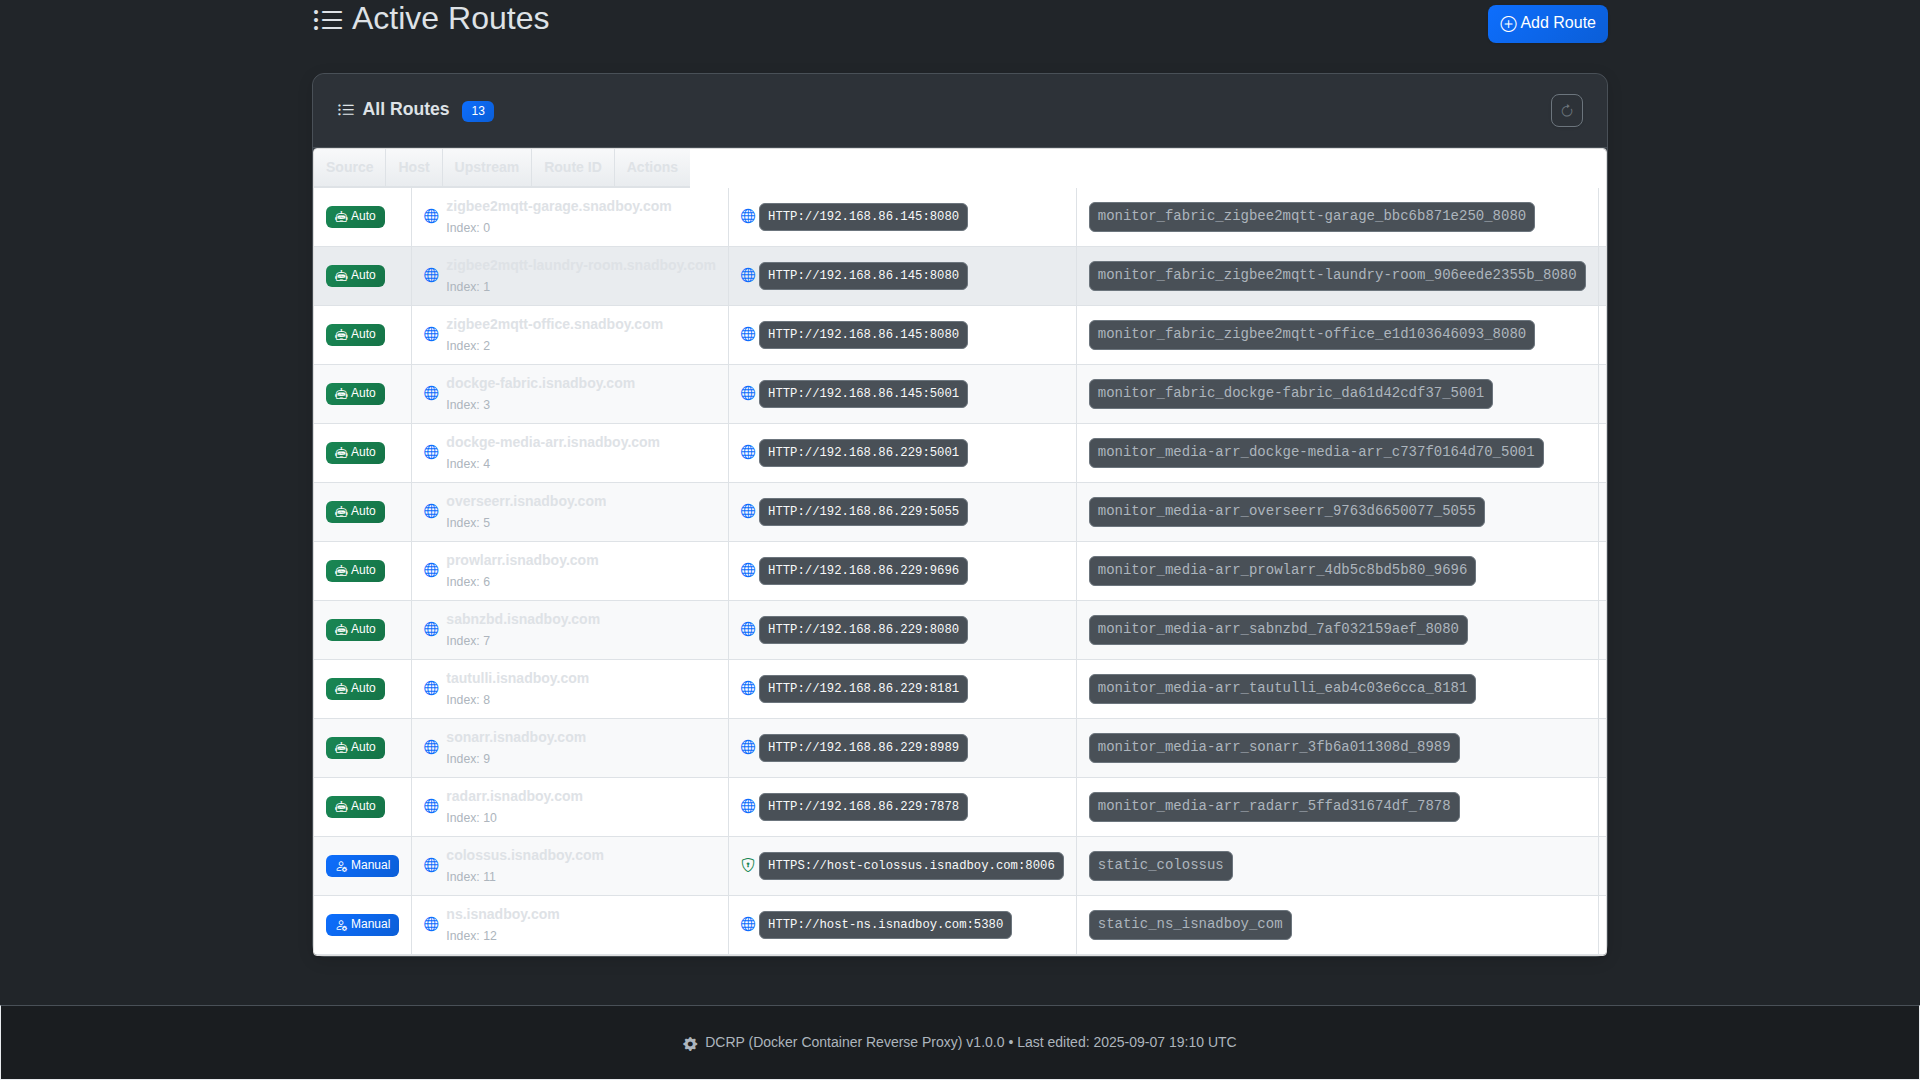 Active Routes
Add Route
All Routes 13
Source Host Upstream Route ID Actions
Auto zigbee2mqtt-garage.snadboy.com HTTP://192.168.86.145:8080 monitor_fabric_zigbee2mqtt-garage_bbc6b871e250_8080
Index: 0
Auto zigbee2mqtt-laundry-room.snadboy.com HTTP://192.168.86.145:8080 monitor_fabric_zigbee2mqtt-laundry-room_906eede2355b_8080
Index: 1
Auto zigbee2mqtt-office.snadboy.com HTTP://192.168.86.145:8080 monitor_fabric_zigbee2mqtt-office_e1d103646093_8080
Index: 2
Auto dockge-fabric.isnadboy.com HTTP://192.168.86.145:5001 monitor_fabric_dockge-fabric_da61d42cdf37_5001
Index: 3
Auto dockge-media-arr.isnadboy.com HTTP://192.168.86.229:5001 monitor_media-arr_dockge-media-arr_c737f0164d70_5001
Index: 4
Auto overseerr.isnadboy.com HTTP://192.168.86.229:5055 monitor_media-arr_overseerr_9763d6650077_5055
Index: 5
Auto prowlarr.isnadboy.com HTTP://192.168.86.229:9696 monitor_media-arr_prowlarr_4db5c8bd5b80_9696
Index: 6
Auto sabnzbd.isnadboy.com HTTP://192.168.86.229:8080 monitor_media-arr_sabnzbd_7af032159aef_8080
Index: 7
Auto tautulli.isnadboy.com HTTP://192.168.86.229:8181 monitor_media-arr_tautulli_eab4c03e6cca_8181
Index: 8
Auto sonarr.isnadboy.com HTTP://192.168.86.229:8989 monitor_media-arr_sonarr_3fb6a011308d_8989
Index: 9
Auto radarr.isnadboy.com HTTP://192.168.86.229:7878 monitor_media-arr_radarr_5ffad31674df_7878
Index: 10
Manual colossus.isnadboy.com HTTPS://host-colossus.isnadboy.com:8006 static_colossus
Index: 11
Manual ns.isnadboy.com HTTP://host-ns.isnadboy.com:5380 static_ns_isnadboy_com
Index: 12
DCRP (Docker Container Reverse Proxy) v1.0.0 • Last edited: 2025-09-07 19:10 UTC